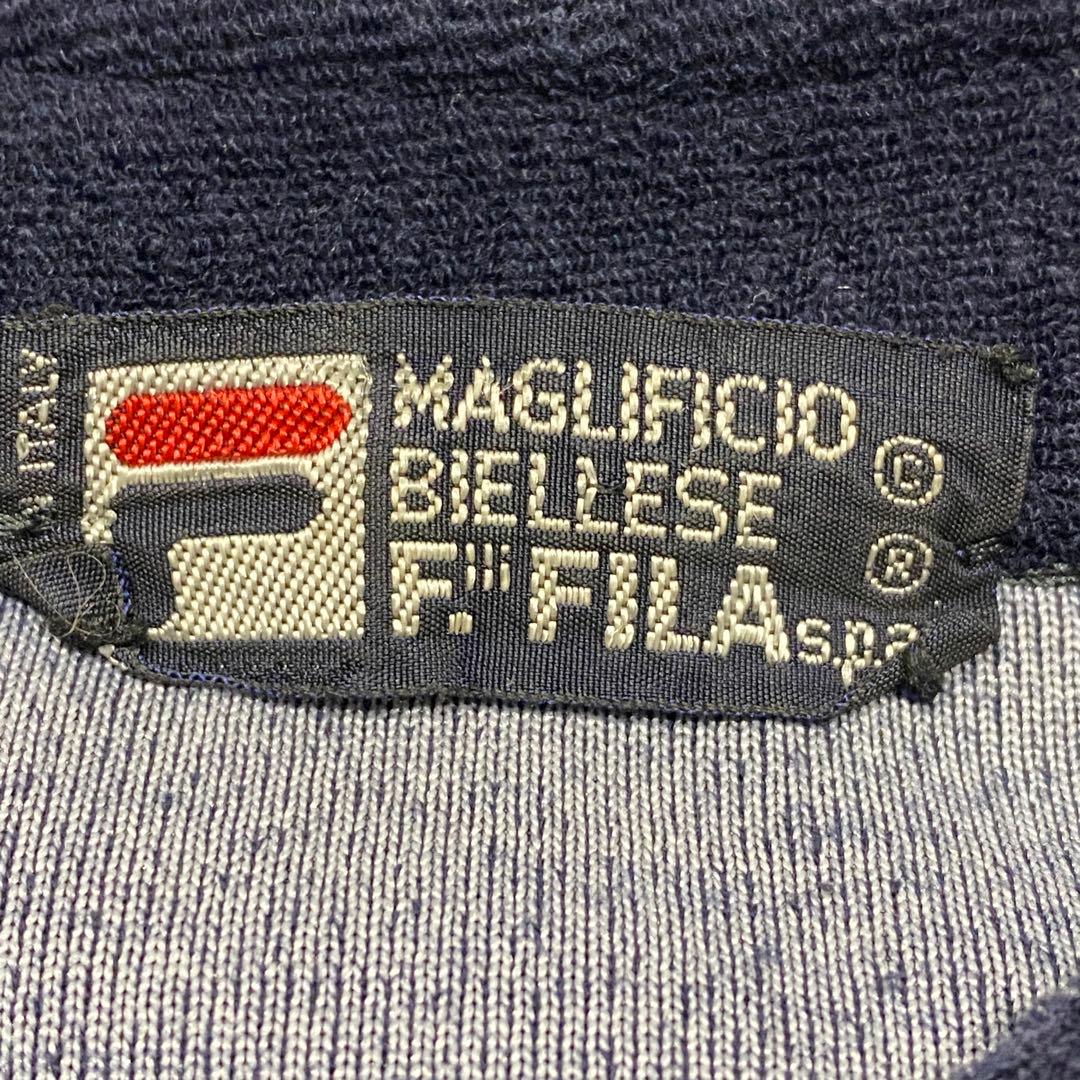 ITALY
MAGLIFICIO
BIELLESE ©
F.lli FILA s.p.a ®